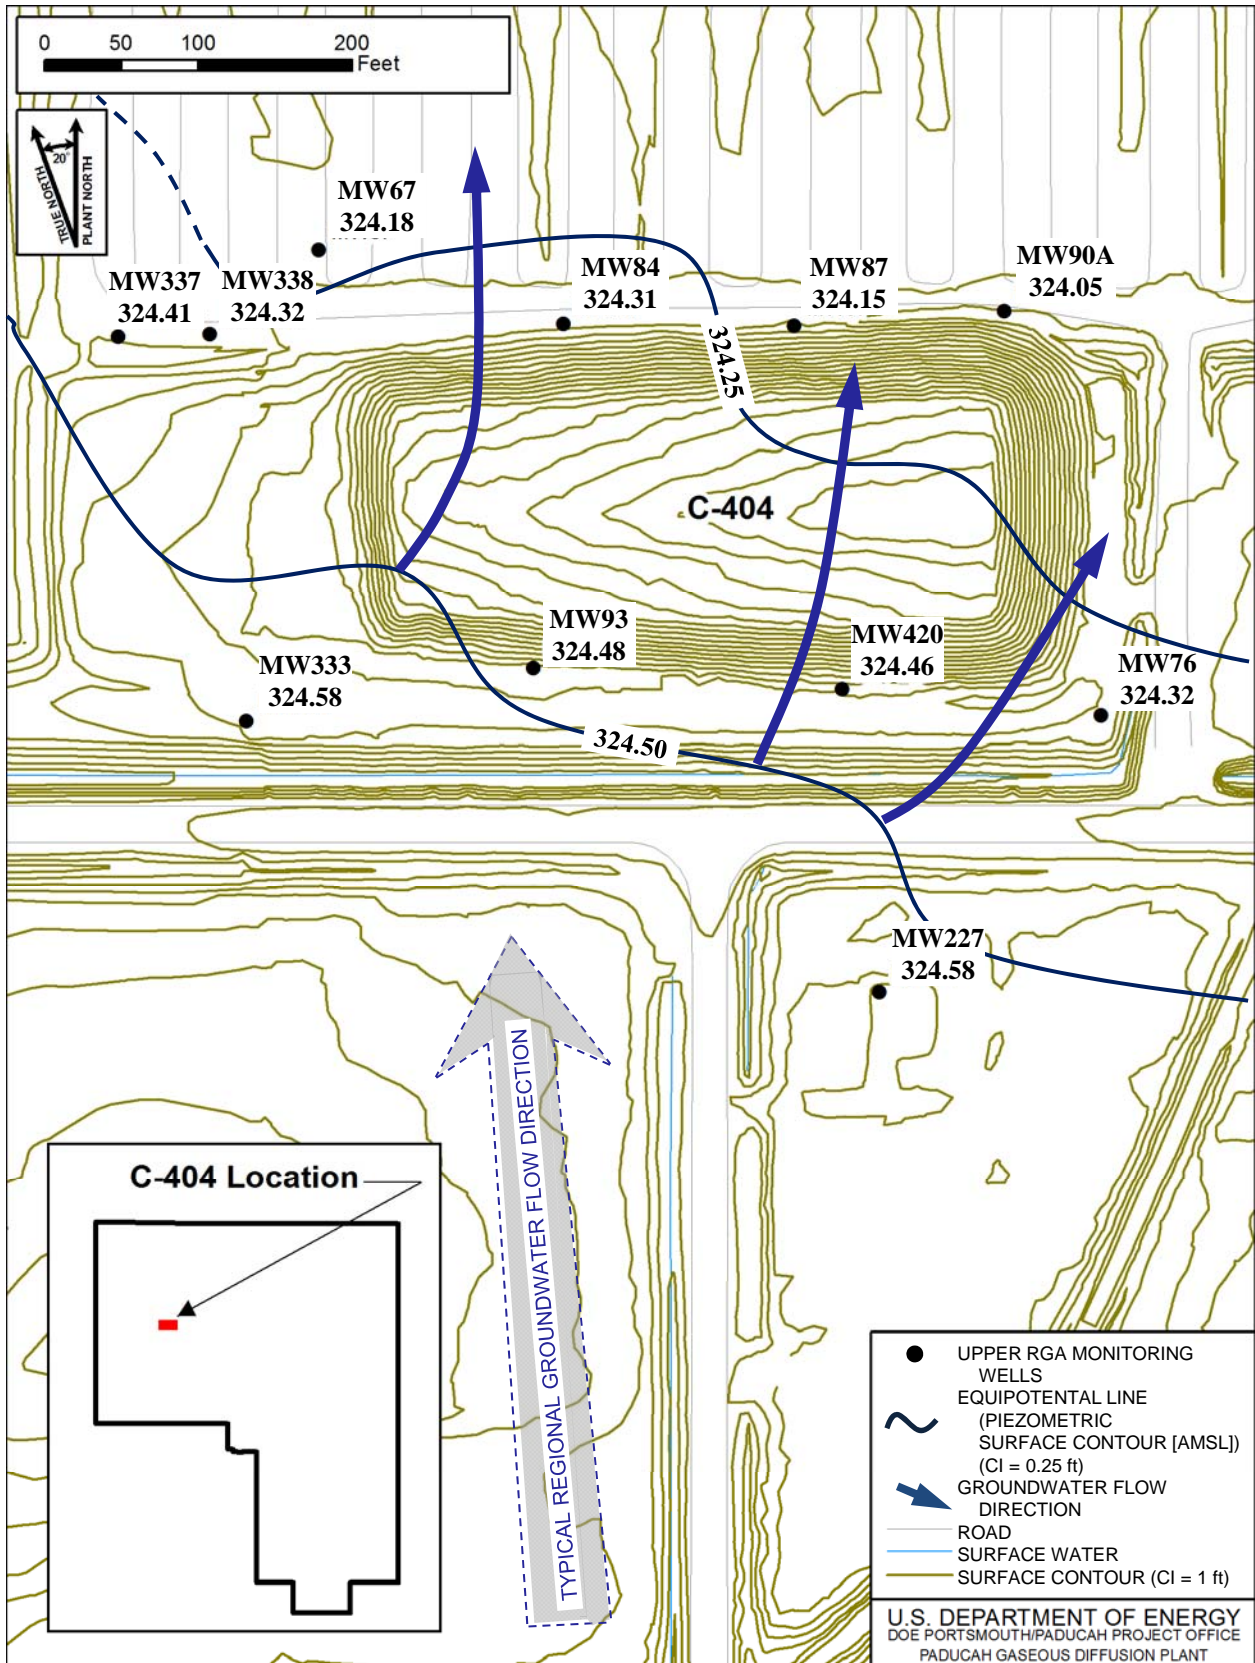 0 50 100 200
Feet
TRUE NORTH
20°
PLANT NORTH
MW67
324.18
MW337
324.41
MW338
324.32
MW84
324.31
MW87
324.15
MW90A
324.05
324.25
C-404
MW93
324.48
MW420
324.46
MW333
324.58
MW76
324.32
324.50
MW227
324.58
TYPICAL REGIONAL GROUNDWATER FLOW DIRECTION
C-404 Location
UPPER RGA MONITORING
WELLS
EQUIPOTENTAL LINE
(PIEZOMETRIC
SURFACE CONTOUR [AMSL])
(CI = 0.25 ft)
GROUNDWATER FLOW
DIRECTION
ROAD
SURFACE WATER
SURFACE CONTOUR (CI = 1 ft)
U.S. DEPARTMENT OF ENERGY
DOE PORTSMOUTH/PADUCAH PROJECT OFFICE
PADUCAH GASEOUS DIFFUSION PLANT